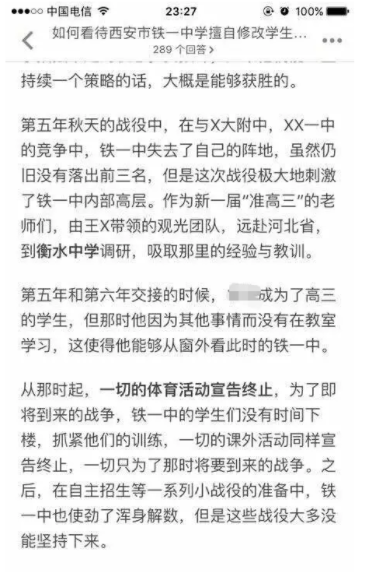 中国电信
23:27
100%
如何看待西安市铁一中学擅自修改学生...
289 个回答 >
持续一个策略的话，大概是能够获胜的。
第五年秋天的战役中，在与X大附中，XX一中
的竞争中，铁一中失去了自己的阵地，虽然仍
旧没有落出前三名，但是这次战役极大地刺激
了铁一中内部高层。作为新一届“准高三”的老
师们，由王X带领的观光团队，远赴河北省，
到衡水中学调研，吸取那里的经验与教训。
第五年和第六年交接的时候，成为了高三
的学生，但那时他因为其他事情而没有在教室
学习，这使得他能够从窗外看此时的铁一中。
从那时起，一切的体育活动宣告终止，为了即
将到来的战争，铁一中的学生们没有时间下
楼，抓紧他们的训练，一切的课外活动同样宣
告终止，一切只为了那时将要到来的战争。之
后，在自主招生等一系列小战役的准备中，铁
一中也使劲了浑身解数，但是这些战役大多没
能坚持下来。